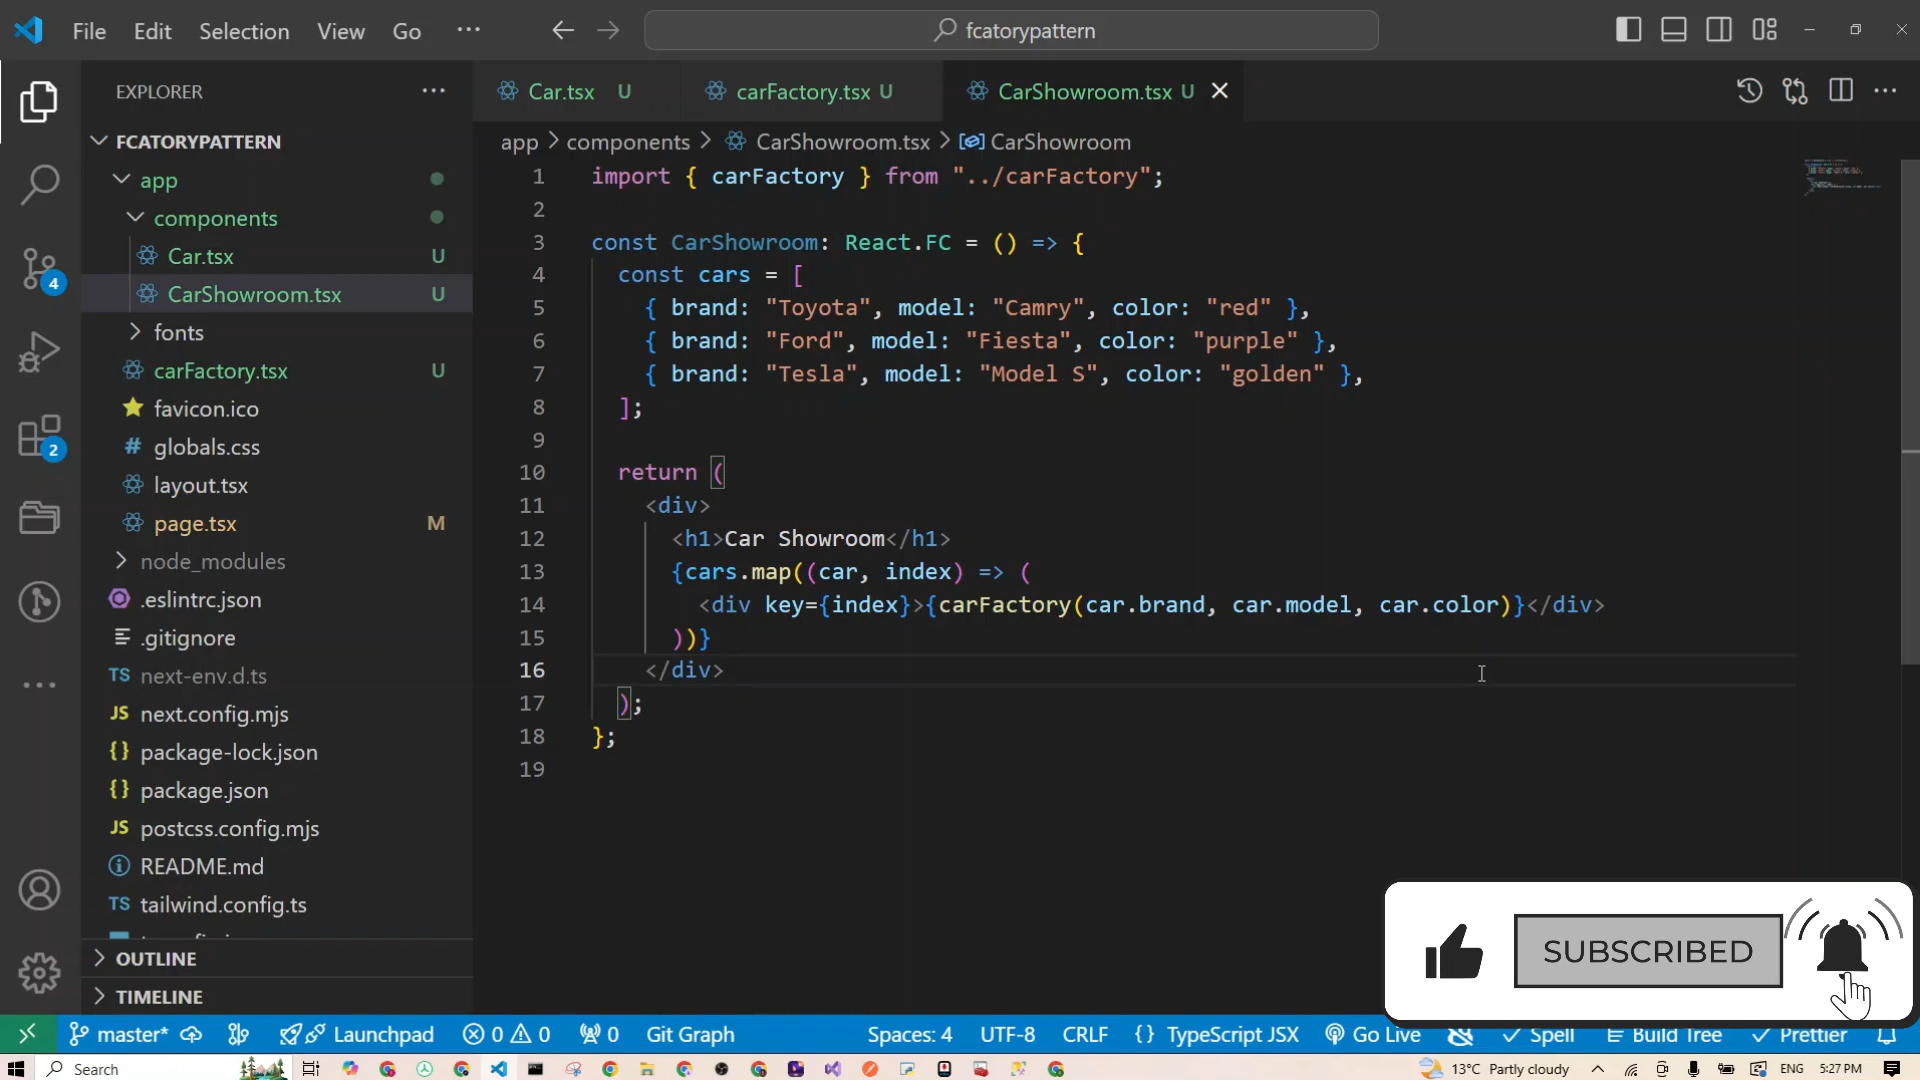 File Edit Selection View Go ··· fcatorypattern
EXPLORER ···
FCATORYPATTERN
app
components
Car.tsx U
CarShowroom.tsx U
fonts
carFactory.tsx U
favicon.ico
# globals.css
layout.tsx
page.tsx M
node_modules
.eslintrc.json
.gitignore
TS next-env.d.ts
JS next.config.mjs
{} package-lock.json
{} package.json
JS postcss.config.mjs
README.md
TS tailwind.config.ts
OUTLINE
TIMELINE
4
2
Car.tsx U carFactory.tsx U CarShowroom.tsx U
app > components > CarShowroom.tsx > CarShowroom
1 import { carFactory } from "../carFactory";
2
3 const CarShowroom: React.FC = () => {
4 const cars = [
5 { brand: "Toyota", model: "Camry", color: "red" },
6 { brand: "Ford", model: "Fiesta", color: "purple" },
7 { brand: "Tesla", model: "Model S", color: "golden" },
8 ];
9
10 return (
11 <div>
12 <h1>Car Showroom</h1>
13 {cars.map((car, index) => (
14 <div key={index}>{carFactory(car.brand, car.model, car.color)}</div>
15 ))}
16 </div>
17 );
18 };
19
SUBSCRIBED
master* Launchpad 0 0 0 Git Graph Spaces: 4 UTF-8 CRLF {} TypeScript JSX Go Live Spell Build Tree Prettier
Search 13°C Partly cloudy ENG 5:27 PM